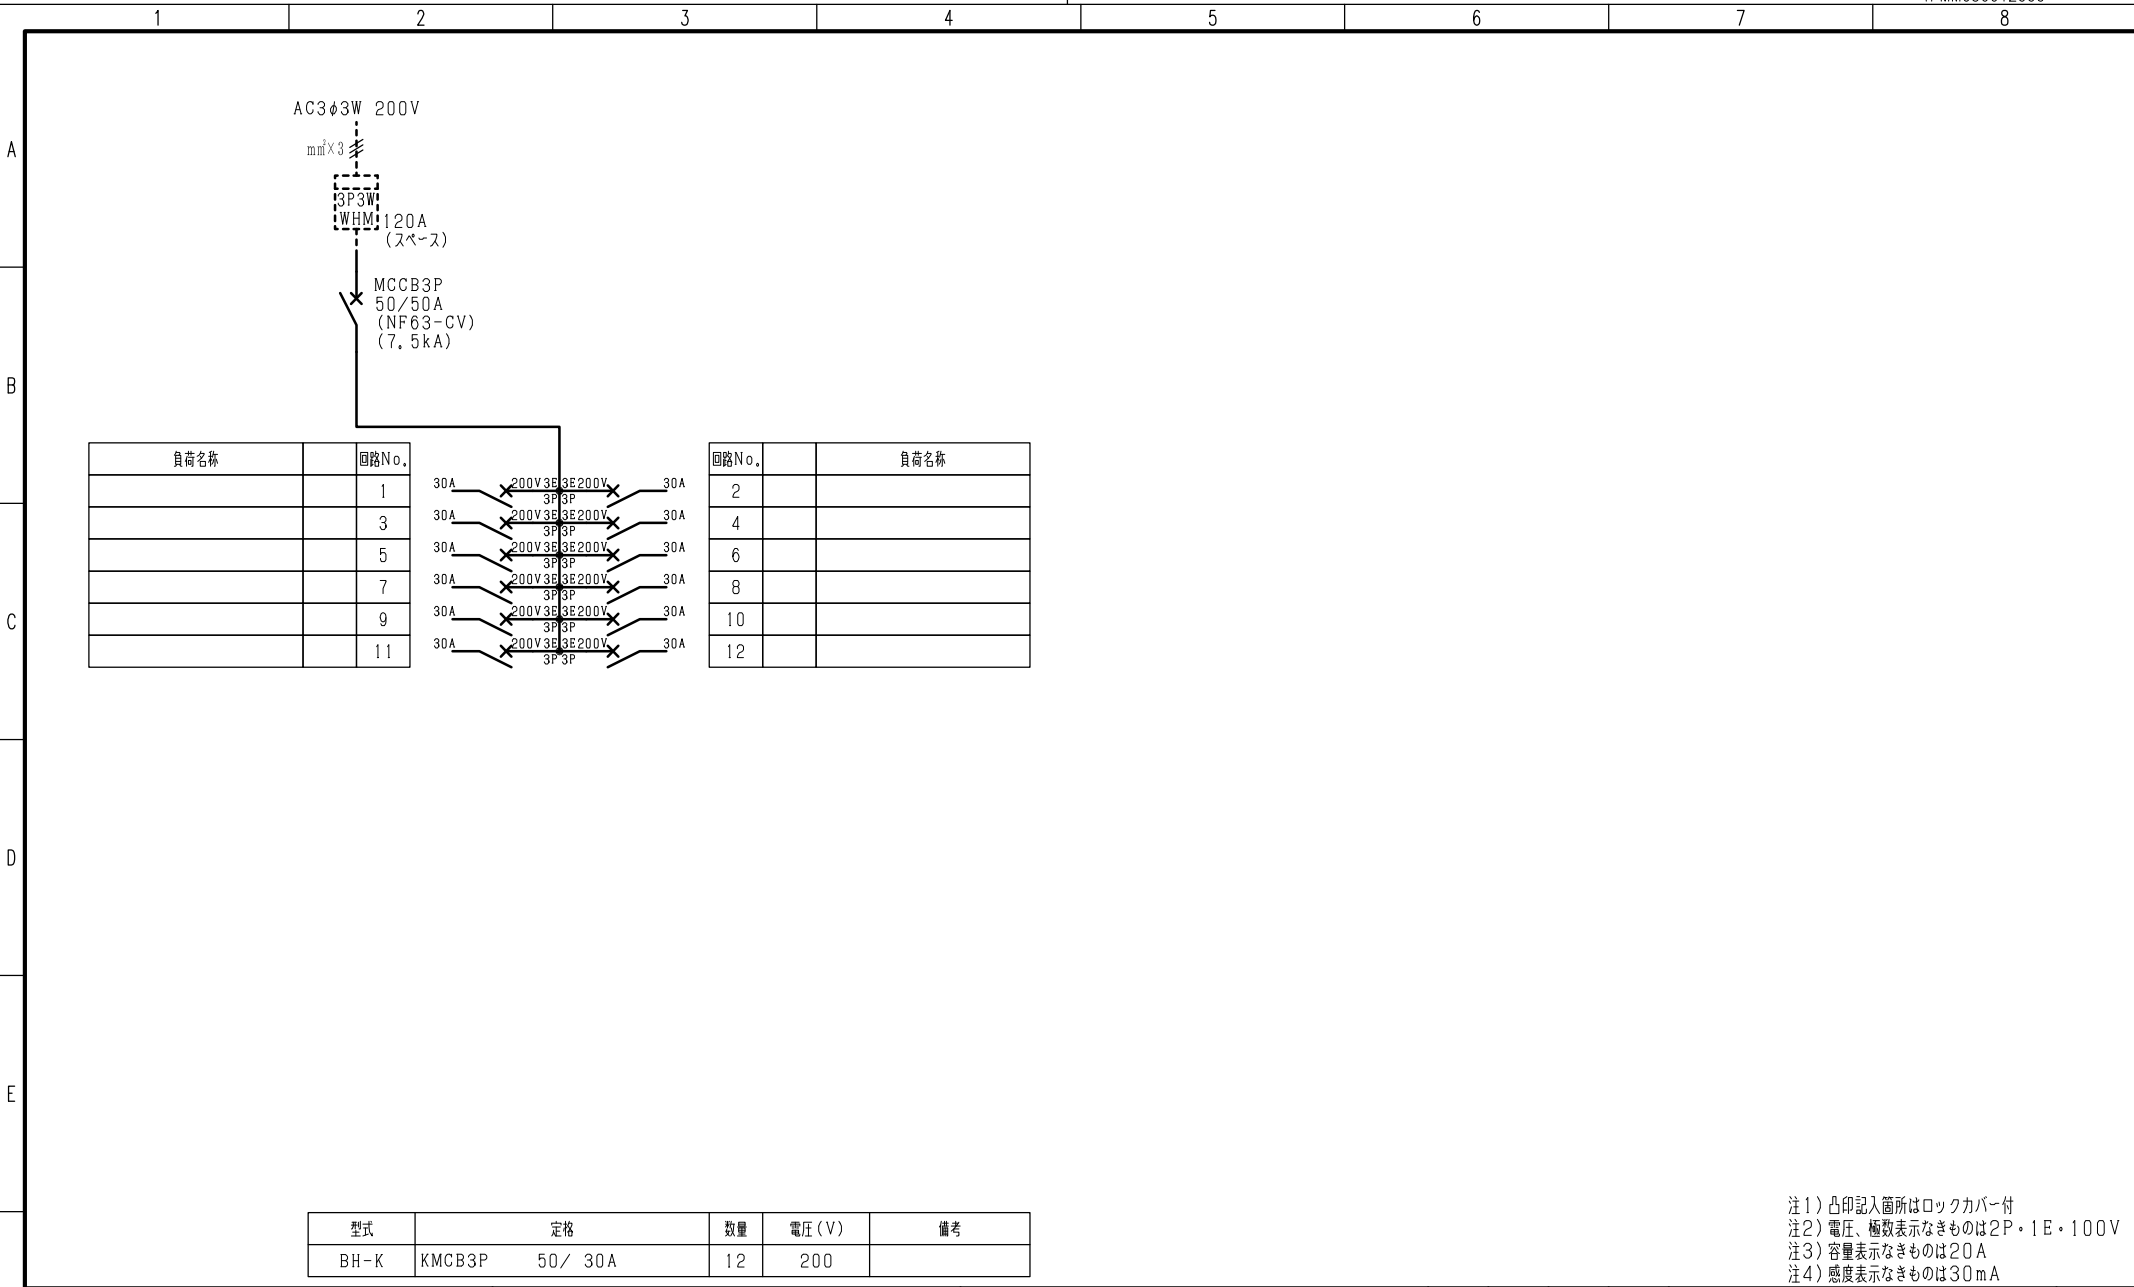 1 2 3 4 5 6 7 8
A
B
C
D
E
AC3φ3W 200V
mm²×3
3P3W
WHM
120A
(スペース)
MCCB3P
50/50A
(NF63-CV)
(7.5kA)
負荷名称 回路No. 回路No. 負荷名称
1 30A 200V 3E 3E 200V 30A 2
3P 3P
3 30A 200V 3E 3E 200V 30A 4
3P 3P
5 30A 200V 3E 3E 200V 30A 6
3P 3P
7 30A 200V 3E 3E 200V 30A 8
3P 3P
9 30A 200V 3E 3E 200V 30A 10
3P 3P
11 30A 200V 3E 3E 200V 30A 12
3P 3P
型式 定格 数量 電圧(V) 備考
BH-K KMCB3P 50/ 30A 12 200
注1)凸印記入箇所はロックカバー付
注2)電圧、極数表示なきものは2P・1E・100V
注3)容量表示なきものは20A
注4)感度表示なきものは30mA